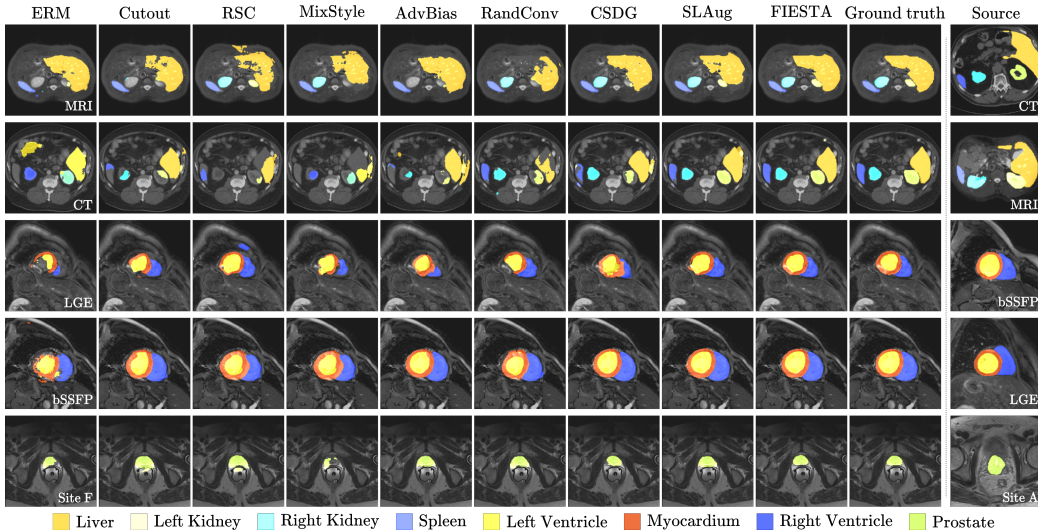 ERM Cutout RSC MixStyle AdvBias RandConv CSDG SLAug FIESTA Ground truth Source
MRI CT
CT MRI
LGE bSSFP
bSSFP LGE
Site F Site A
Liver Left Kidney Right Kidney Spleen Left Ventricle Myocardium Right Ventricle Prostate